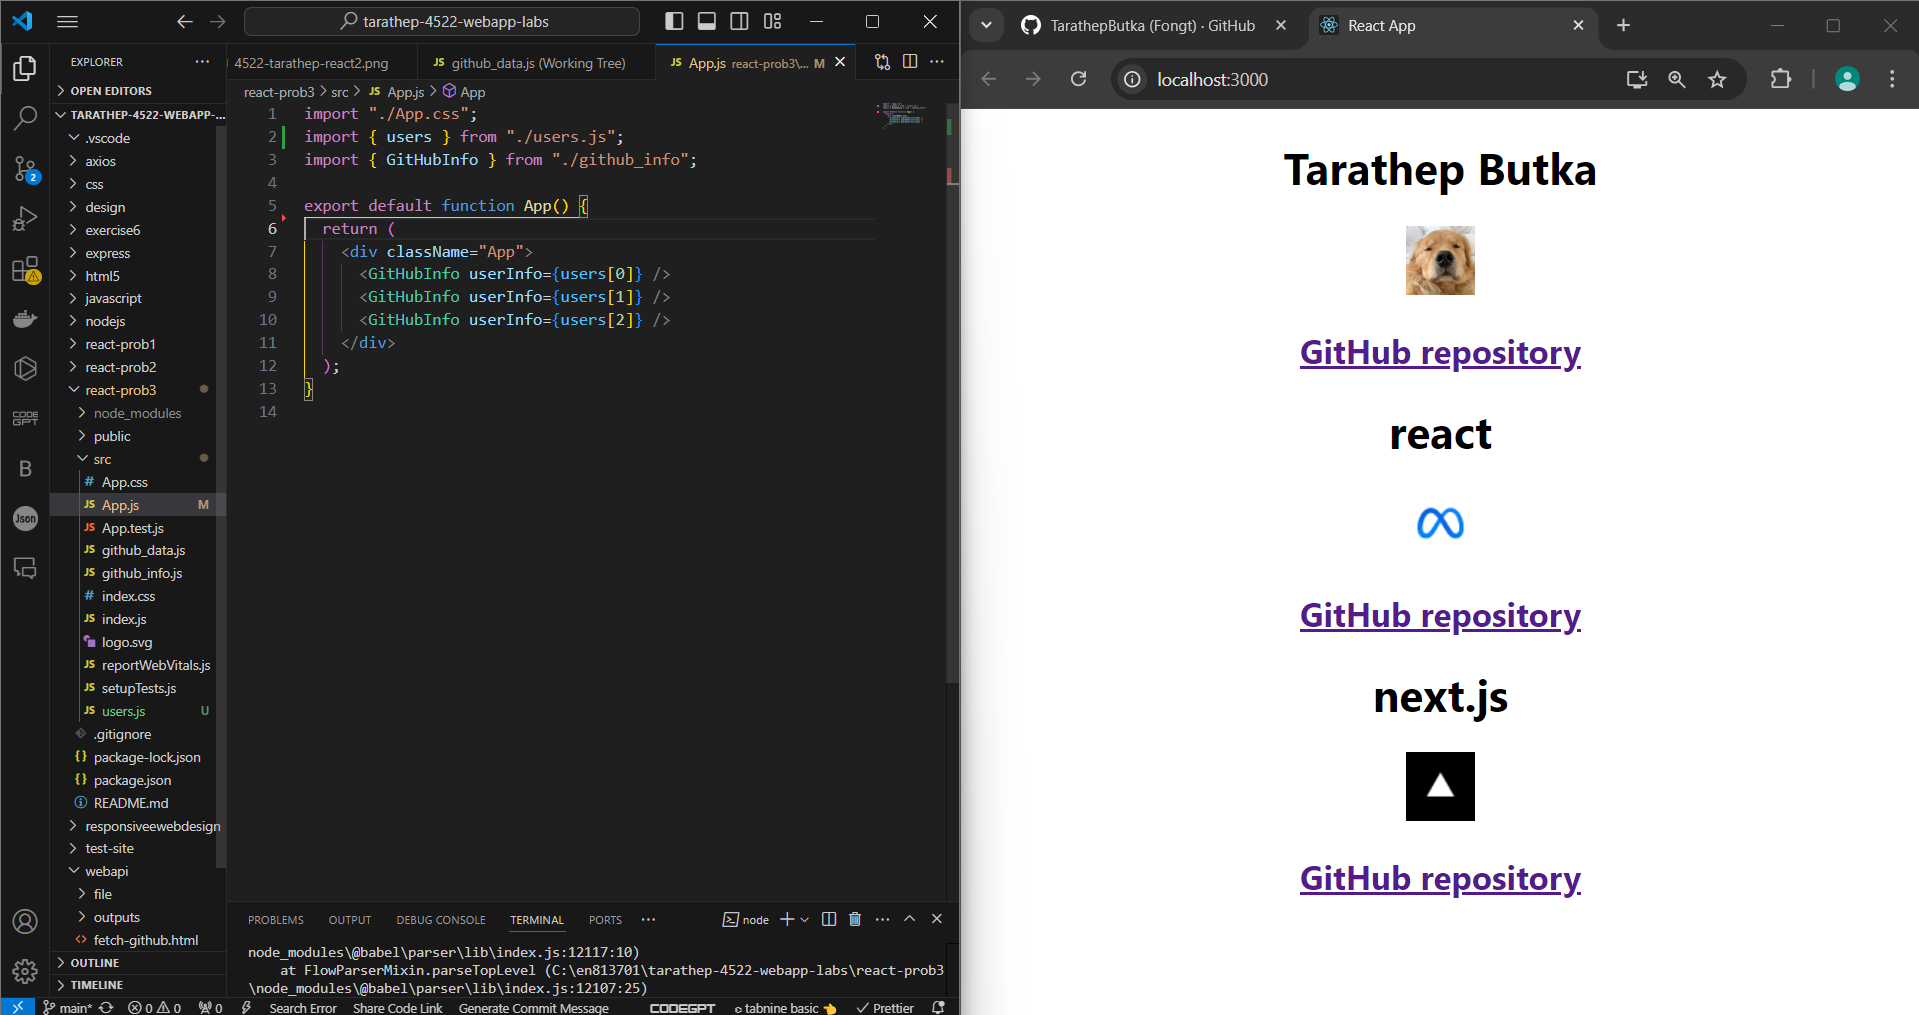 tarathep-4522-webapp-labs
EXPLORER
OPEN EDITORS
TARATHEP-4522-WEBAPP-...
.vscode
axios
css
design
exercise6
express
html5
javascript
nodejs
react-prob1
react-prob2
react-prob3
node_modules
public
src
App.css
App.js M
App.test.js
github_data.js
github_info.js
index.css
index.js
logo.svg
reportWebVitals.js
setupTests.js
users.js U
.gitignore
package-lock.json
package.json
README.md
responsiveewebdesign
test-site
webapi
file
outputs
fetch-github.html
OUTLINE
TIMELINE
2
CODE GPT
B
Json
4522-tarathep-react2.png
JS github_data.js (Working Tree)
JS App.js react-prob3\... M
react-prob3 > src > JS App.js > App
1 import "./App.css";
2 import { users } from "./users.js";
3 import { GitHubInfo } from "./github_info";
4
5 export default function App() {
6 return (
7 <div className="App">
8 <GitHubInfo userInfo={users[0]} />
9 <GitHubInfo userInfo={users[1]} />
10 <GitHubInfo userInfo={users[2]} />
11 </div>
12 );
13 }
14
PROBLEMS OUTPUT DEBUG CONSOLE TERMINAL PORTS
node
node_modules\@babel\parser\lib\index.js:12117:10)
at FlowParserMixin.parseTopLevel (C:\en813701\tarathep-4522-webapp-labs\react-prob3
\node_modules\@babel\parser\lib\index.js:12107:25)
main* 0 0 0 Search Error Share Code Link Generate Commit Message CODEGPT tabnine basic Prettier
TarathepButka (Fongt) · GitHub
React App
localhost:3000
Tarathep Butka
GitHub repository
react
GitHub repository
next.js
GitHub repository